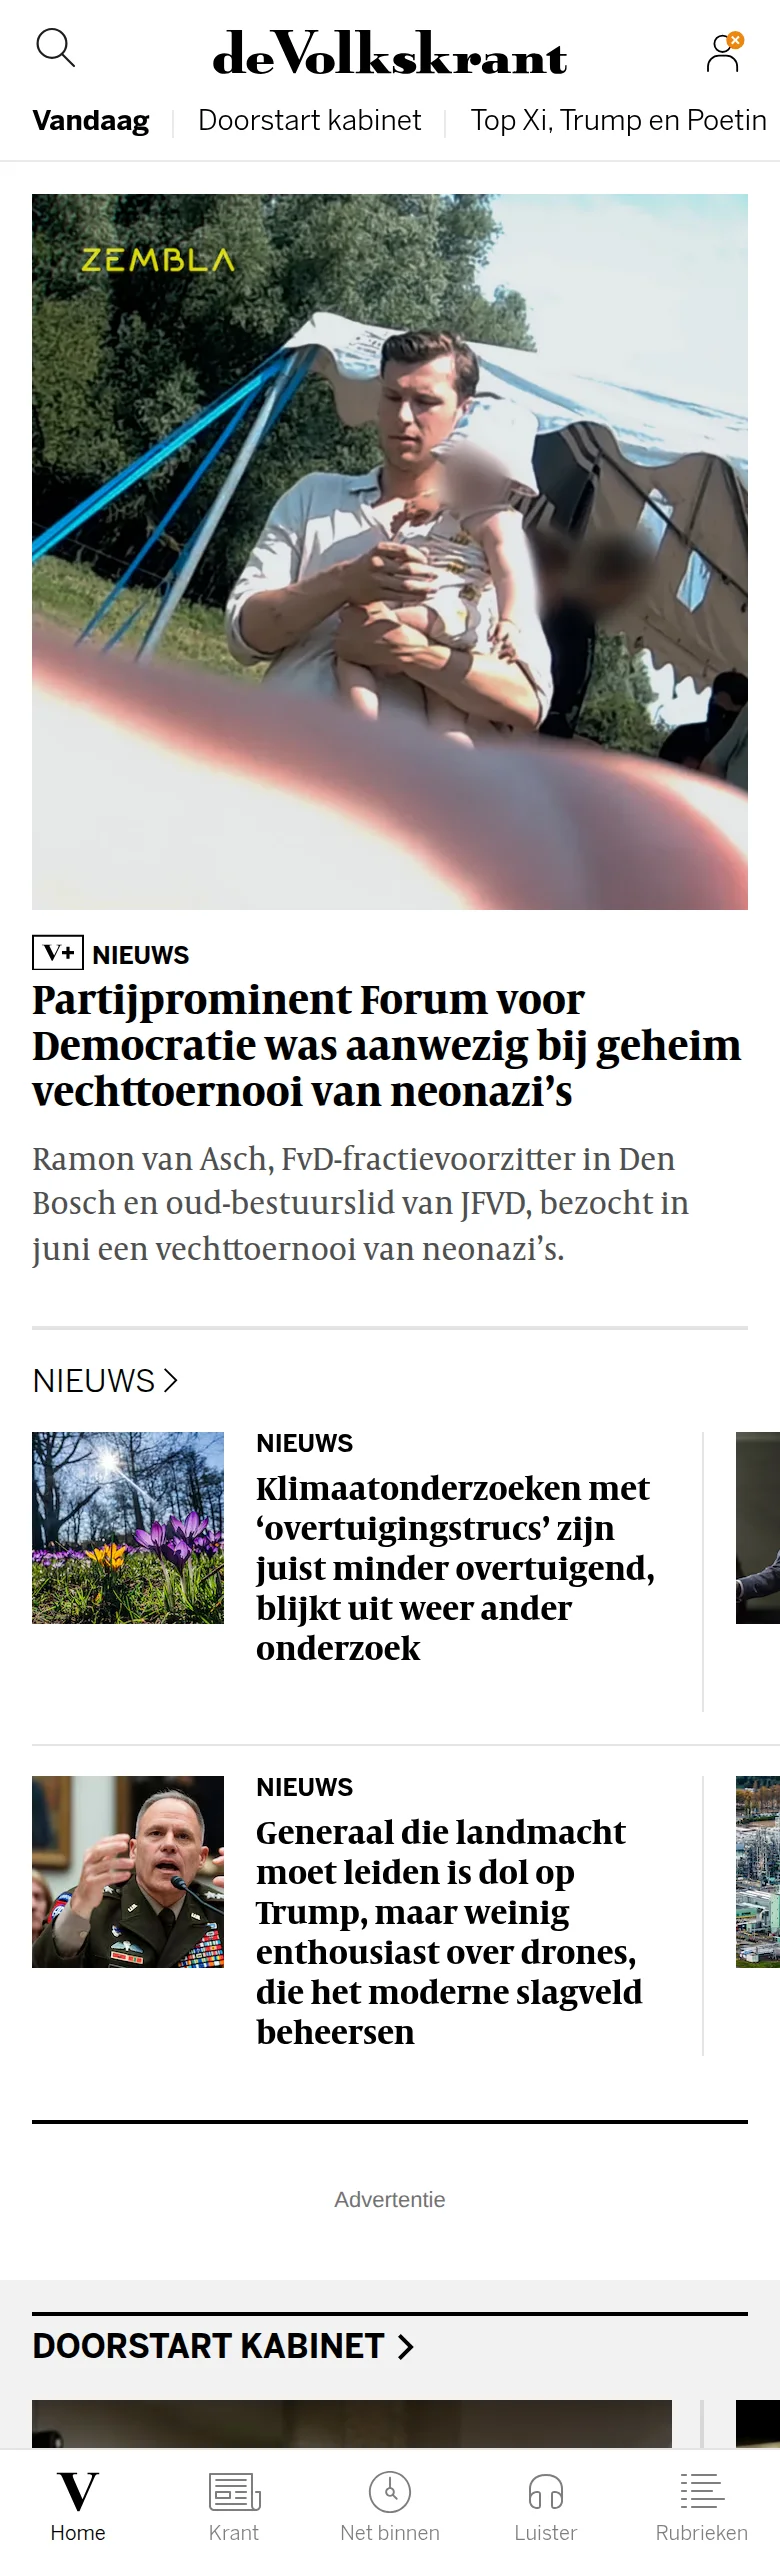 deVolkskrant
Vandaag
Doorstart kabinet
Top Xi, Trump en Poetin
ZEMBLA
V+ NIEUWS
Partijprominent Forum voor
Democratie was aanwezig bij geheim
vechttoernooi van neonazi’s
Ramon van Asch, FvD-fractievoorzitter in Den
Bosch en oud-bestuurslid van JFVD, bezocht in
juni een vechttoernooi van neonazi’s.
NIEUWS
NIEUWS
Klimaatonderzoeken met
‘overtuigingstrucs’ zijn
juist minder overtuigend,
blijkt uit weer ander
onderzoek
NIEUWS
Generaal die landmacht
moet leiden is dol op
Trump, maar weinig
enthousiast over drones,
die het moderne slagveld
beheersen
Advertentie
DOORSTART KABINET
V
Home
Krant
Net binnen
Luister
Rubrieken